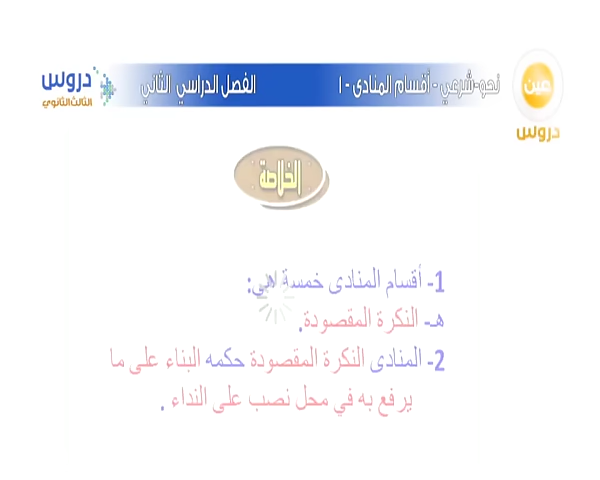 دروس
الثالث الثانوي
نحو-شرعي - أقسام المنادى - ١
الفصل الدراسي الثاني
عين
دروس
الخلاصة
1- أقسام المنادى خمسة هي:
هـ- النكرة المقصودة.
2- المنادى النكرة المقصودة حكمه البناء على ما
يرفع به في محل نصب على النداء .